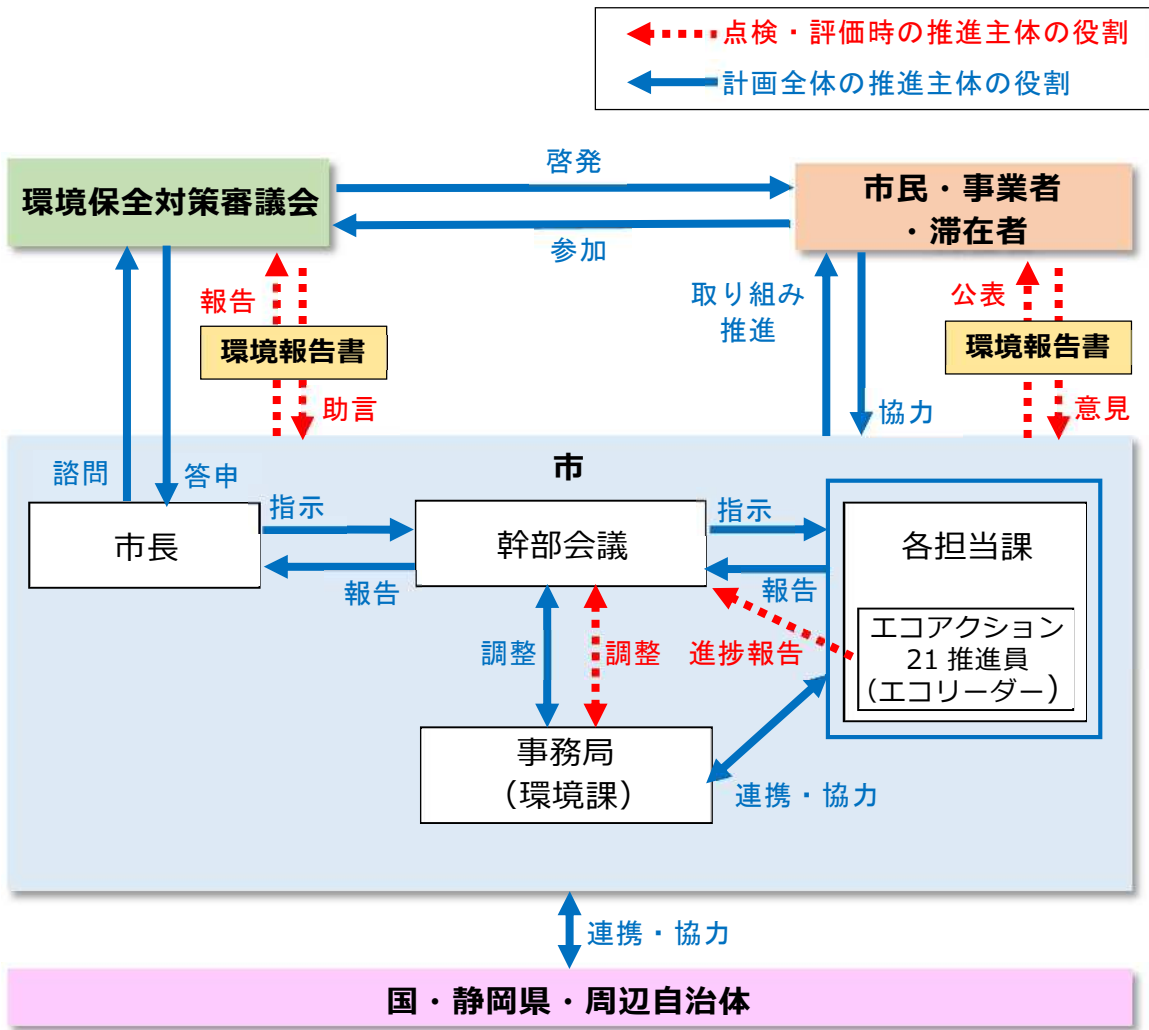 点検・評価時の推進主体の役割
計画全体の推進主体の役割
環境保全対策審議会
啓発
参加
市民・事業者
・滞在者
報告
環境報告書
助言
取り組み
推進
協力
公表
環境報告書
意見
市
諮問
答申
市長
指示
報告
幹部会議
指示
報告
各担当課
エコアクション
21 推進員
(エコリーダー)
調整
調整
進捗報告
事務局
(環境課)
連携・協力
連携・協力
国・静岡県・周辺自治体